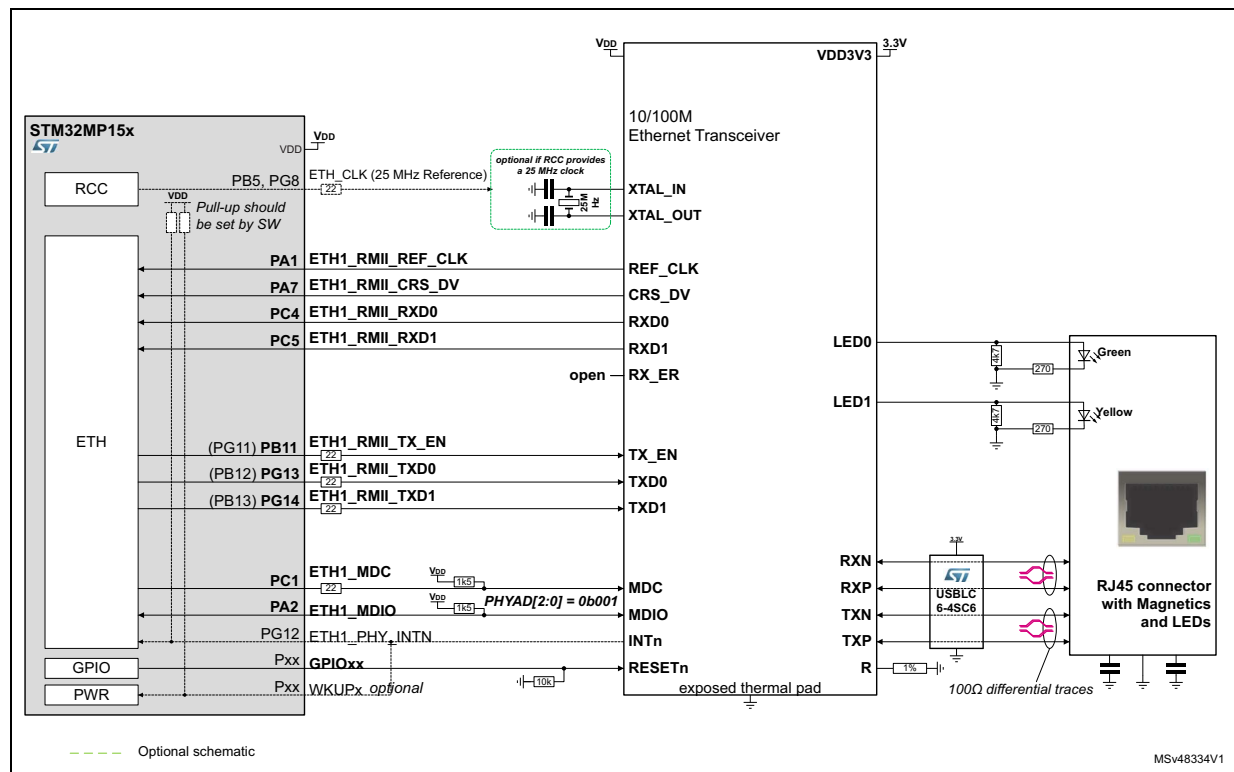 STM32MP15x
ST
VDD
VDD
RCC
PB5, PG8
ETH_CLK (25 MHz Reference)
22
VDD
Pull-up should
be set by SW
optional if RCC provides
a 25 MHz clock
25M
Hz
VDD
3.3V
VDD3V3
10/100M
Ethernet Transceiver
XTAL_IN
XTAL_OUT
ETH
PA1 ETH1_RMII_REF_CLK
REF_CLK
PA7 ETH1_RMII_CRS_DV
CRS_DV
PC4 ETH1_RMII_RXD0
RXD0
PC5 ETH1_RMII_RXD1
RXD1
open
RX_ER
(PG11) PB11 ETH1_RMII_TX_EN
22
TX_EN
(PB12) PG13 ETH1_RMII_TXD0
22
TXD0
(PB13) PG14 ETH1_RMII_TXD1
22
TXD1
PC1 ETH1_MDC
22
VDD
1k5
MDC
PA2 ETH1_MDIO
VDD
1k5
PHYAD[2:0] = 0b001
MDIO
PG12 ETH1_PHY_INTN
INTn
GPIO
Pxx GPIOxx
10k
RESETn
PWR
Pxx WKUPx optional
exposed thermal pad
LED0
4k7
270
Green
LED1
4k7
270
Yellow
RXN
RXP
TXN
TXP
R
1%
3.3V
ST
USBLC
6-4SC6
100Ω differential traces
RJ45 connector
with Magnetics
and LEDs
Optional schematic
MSv48334V1